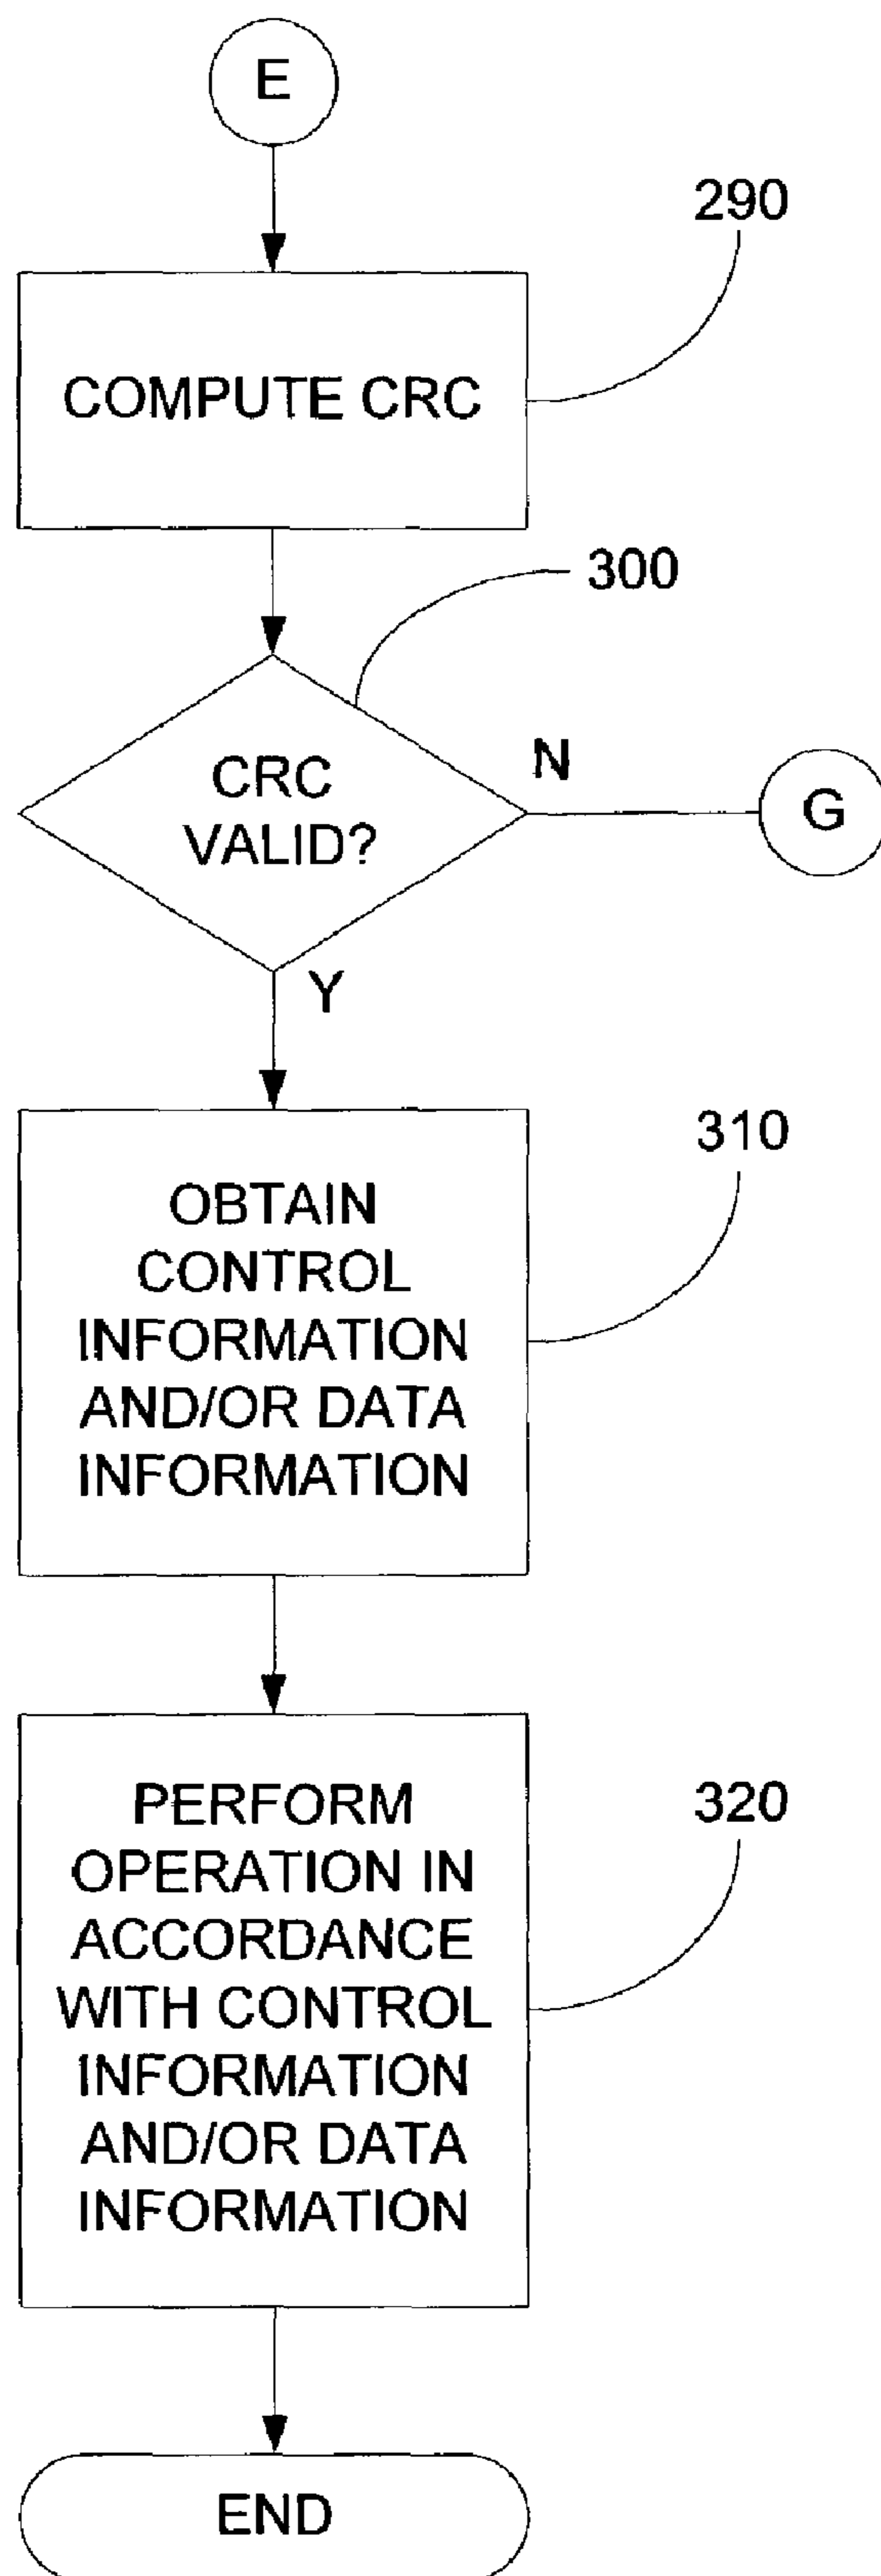 E
290
COMPUTE CRC
300
CRC
VALID?
N
G
Y
310
OBTAIN
CONTROL
INFORMATION
AND/OR DATA
INFORMATION
320
PERFORM
OPERATION IN
ACCORDANCE
WITH CONTROL
INFORMATION
AND/OR DATA
INFORMATION
END